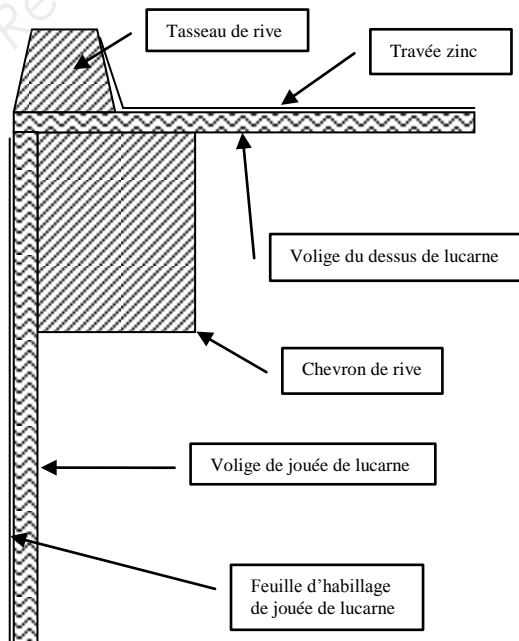 Tasseau de rive
Travée zinc
Volige du dessus de lucarne
Chevron de rive
Volige de jouée de lucarne
Feuille d’habillage
de jouée de lucarne